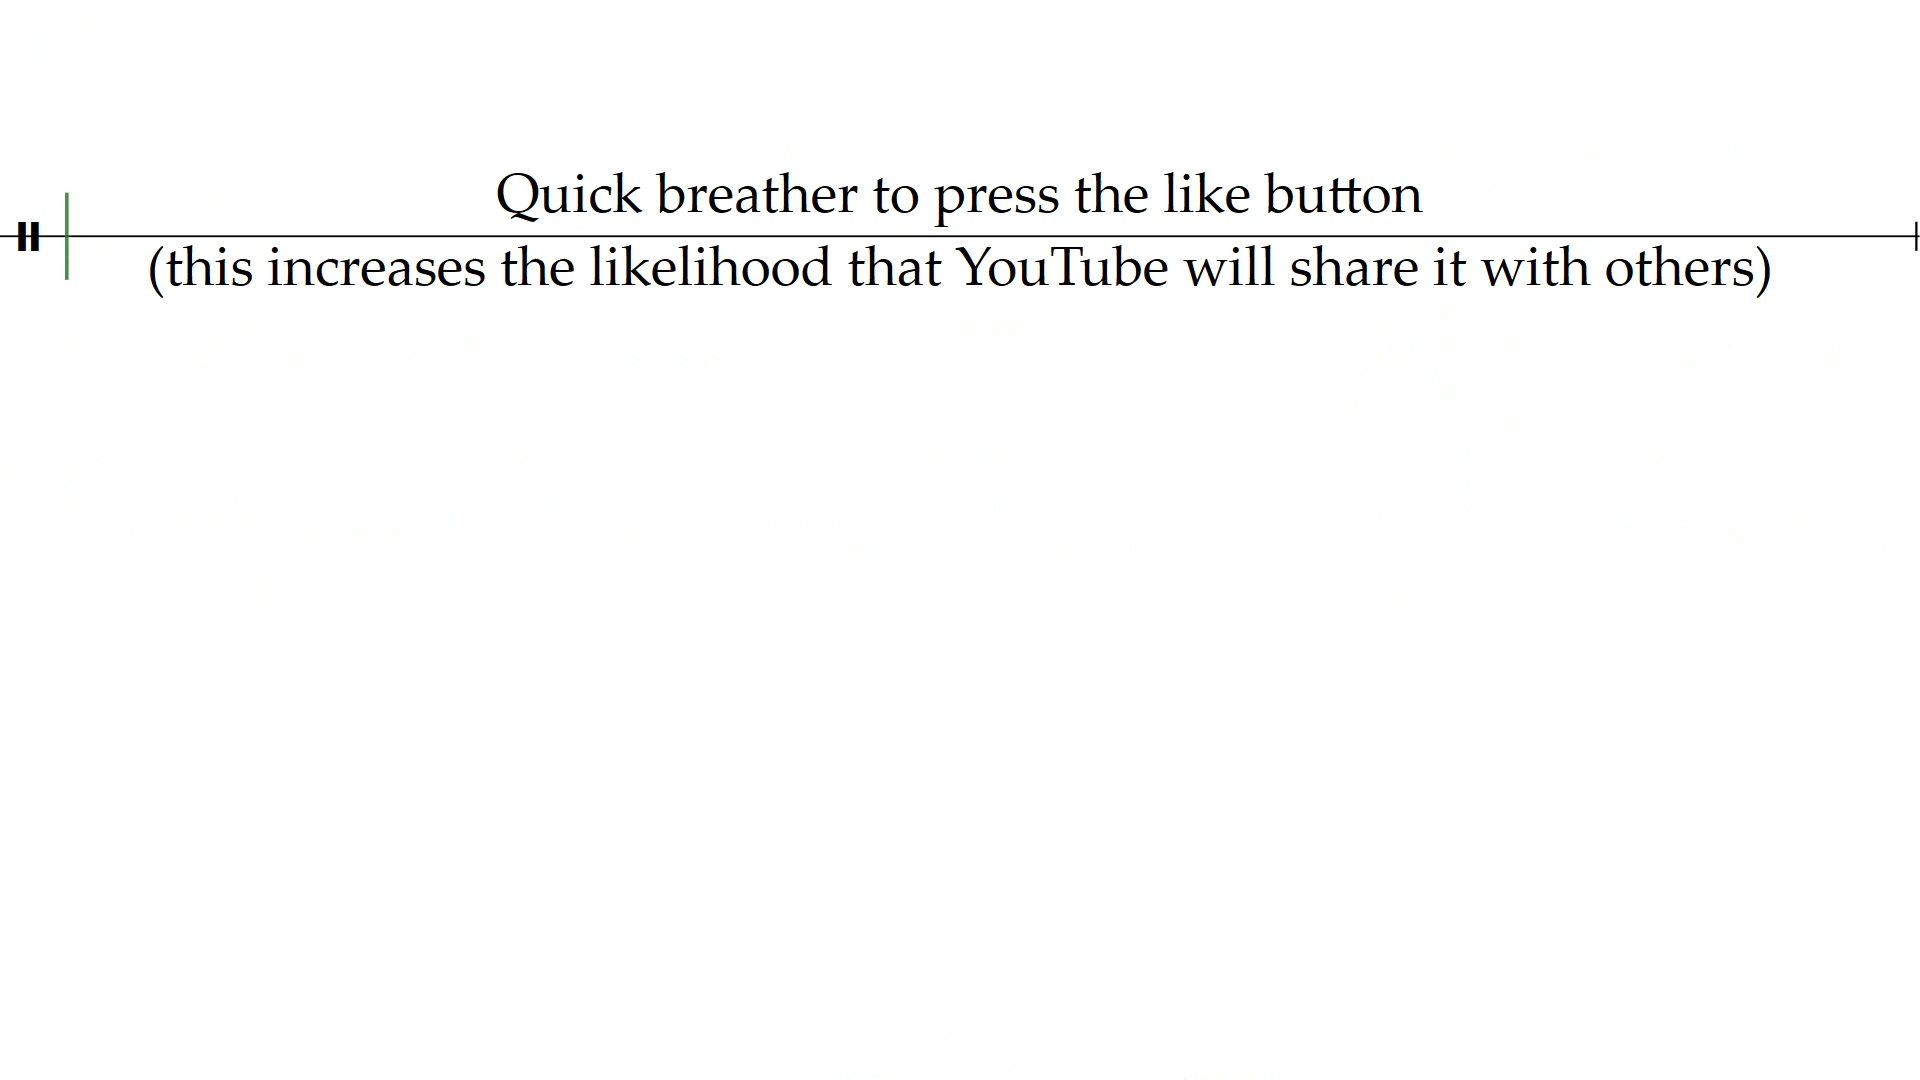 Quick breather to press the like button
(this increases the likelihood that YouTube will share it with others)